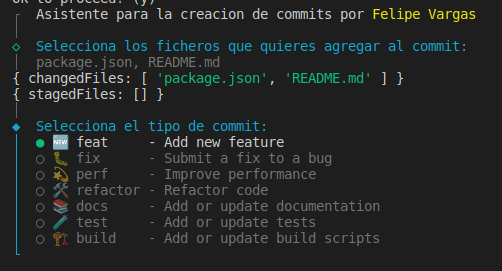 Ok to proceed? (y)
Asistente para la creacion de commits por Felipe Vargas
Selecciona los ficheros que quieres agregar al commit:
package.json, README.md
{ changedFiles: [ 'package.json', 'README.md' ] }
{ stagedFiles: [] }
Selecciona el tipo de commit:
🆕 feat - Add new feature
🐛 fix - Submit a fix to a bug
💫 perf - Improve performance
🛠 refactor - Refactor code
📚 docs - Add or update documentation
🧪 test - Add or update tests
🏗 build - Add or update build scripts